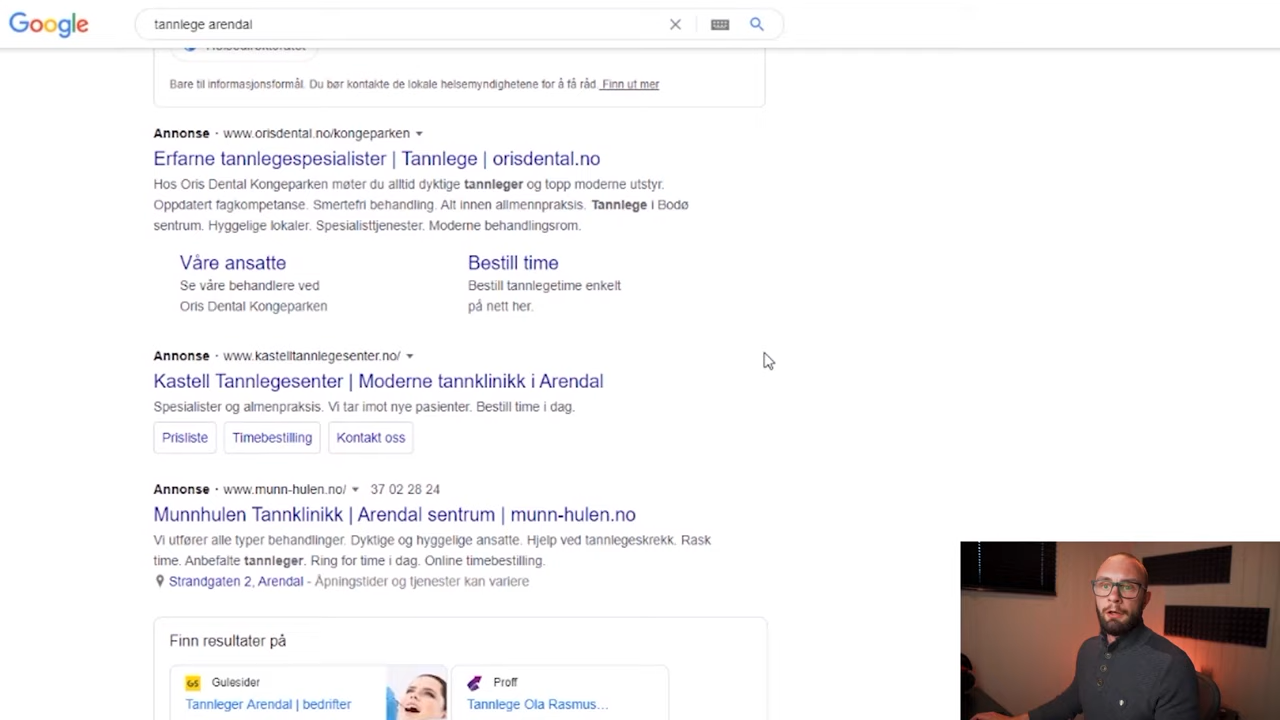 Google
tannlege arendal
Helsedirektoratet
Bare til informasjonsformål. Du bør kontakte de lokale helsemyndighetene for å få råd. Finn ut mer
Annonse · www.orisdental.no/kongeparken
Erfarne tannlegespesialister | Tannlege | orisdental.no
Hos Oris Dental Kongeparken møter du alltid dyktige tannleger og topp moderne utstyr.
Oppdatert fagkompetanse. Smertefri behandling. Alt innen allmennpraksis. Tannlege i Bodø
sentrum. Hyggelige lokaler. Spesialisttjenester. Moderne behandlingsrom.
Våre ansatte
Se våre behandlere ved
Oris Dental Kongeparken
Bestill time
Bestill tannlegetime enkelt
på nett her.
Annonse · www.kastelltannlegesenter.no/
Kastell Tannlegesenter | Moderne tannklinikk i Arendal
Spesialister og almenpraksis. Vi tar imot nye pasienter. Bestill time i dag.
Prisliste
Timebestilling
Kontakt oss
Annonse · www.munn-hulen.no/ 37 02 28 24
Munnhulen Tannklinikk | Arendal sentrum | munn-hulen.no
Vi utfører alle typer behandlinger. Dyktige og hyggelige ansatte. Hjelp ved tannlegeskrekk. Rask
time. Anbefalte tannleger. Ring for time i dag. Online timebestilling.
Strandgaten 2, Arendal - Åpningstider og tjenester kan variere
Finn resultater på
GS
Gulesider
Tannleger Arendal | bedrifter
Proff
Tannlege Ola Rasmus...